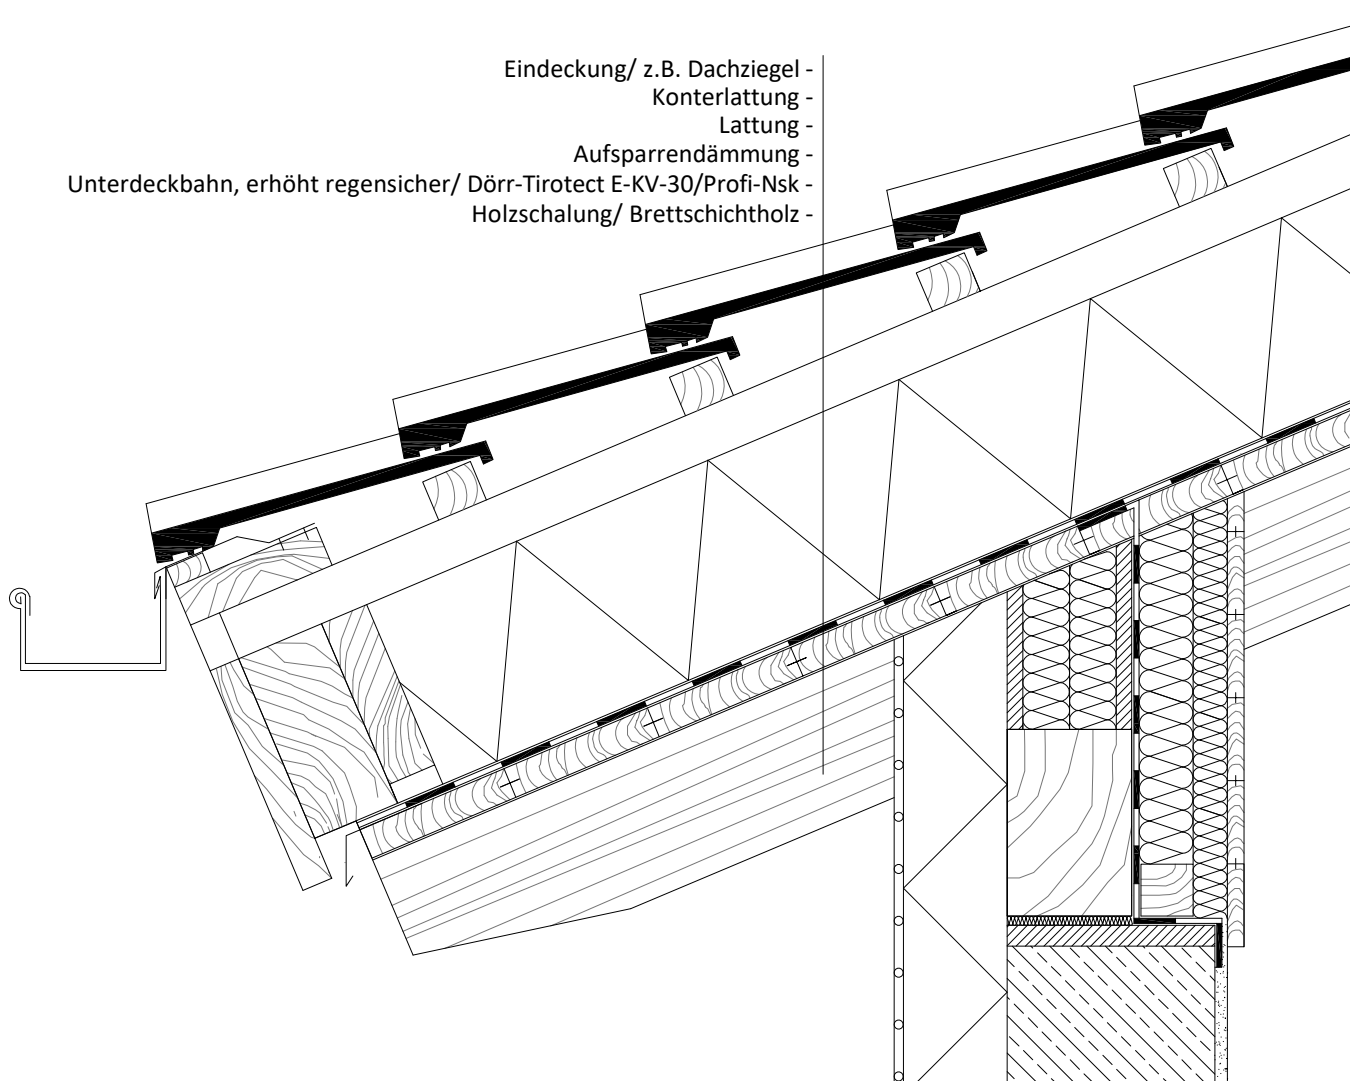 Eindeckung/ z.B. Dachziegel -
Konterlattung -
Lattung -
Aufsparrendämmung -
Unterdeckbahn, erhöht regensicher/ Dörr-Tirotect E-KV-30/Profi-Nsk -
Holzschalung/ Brettschichtholz -